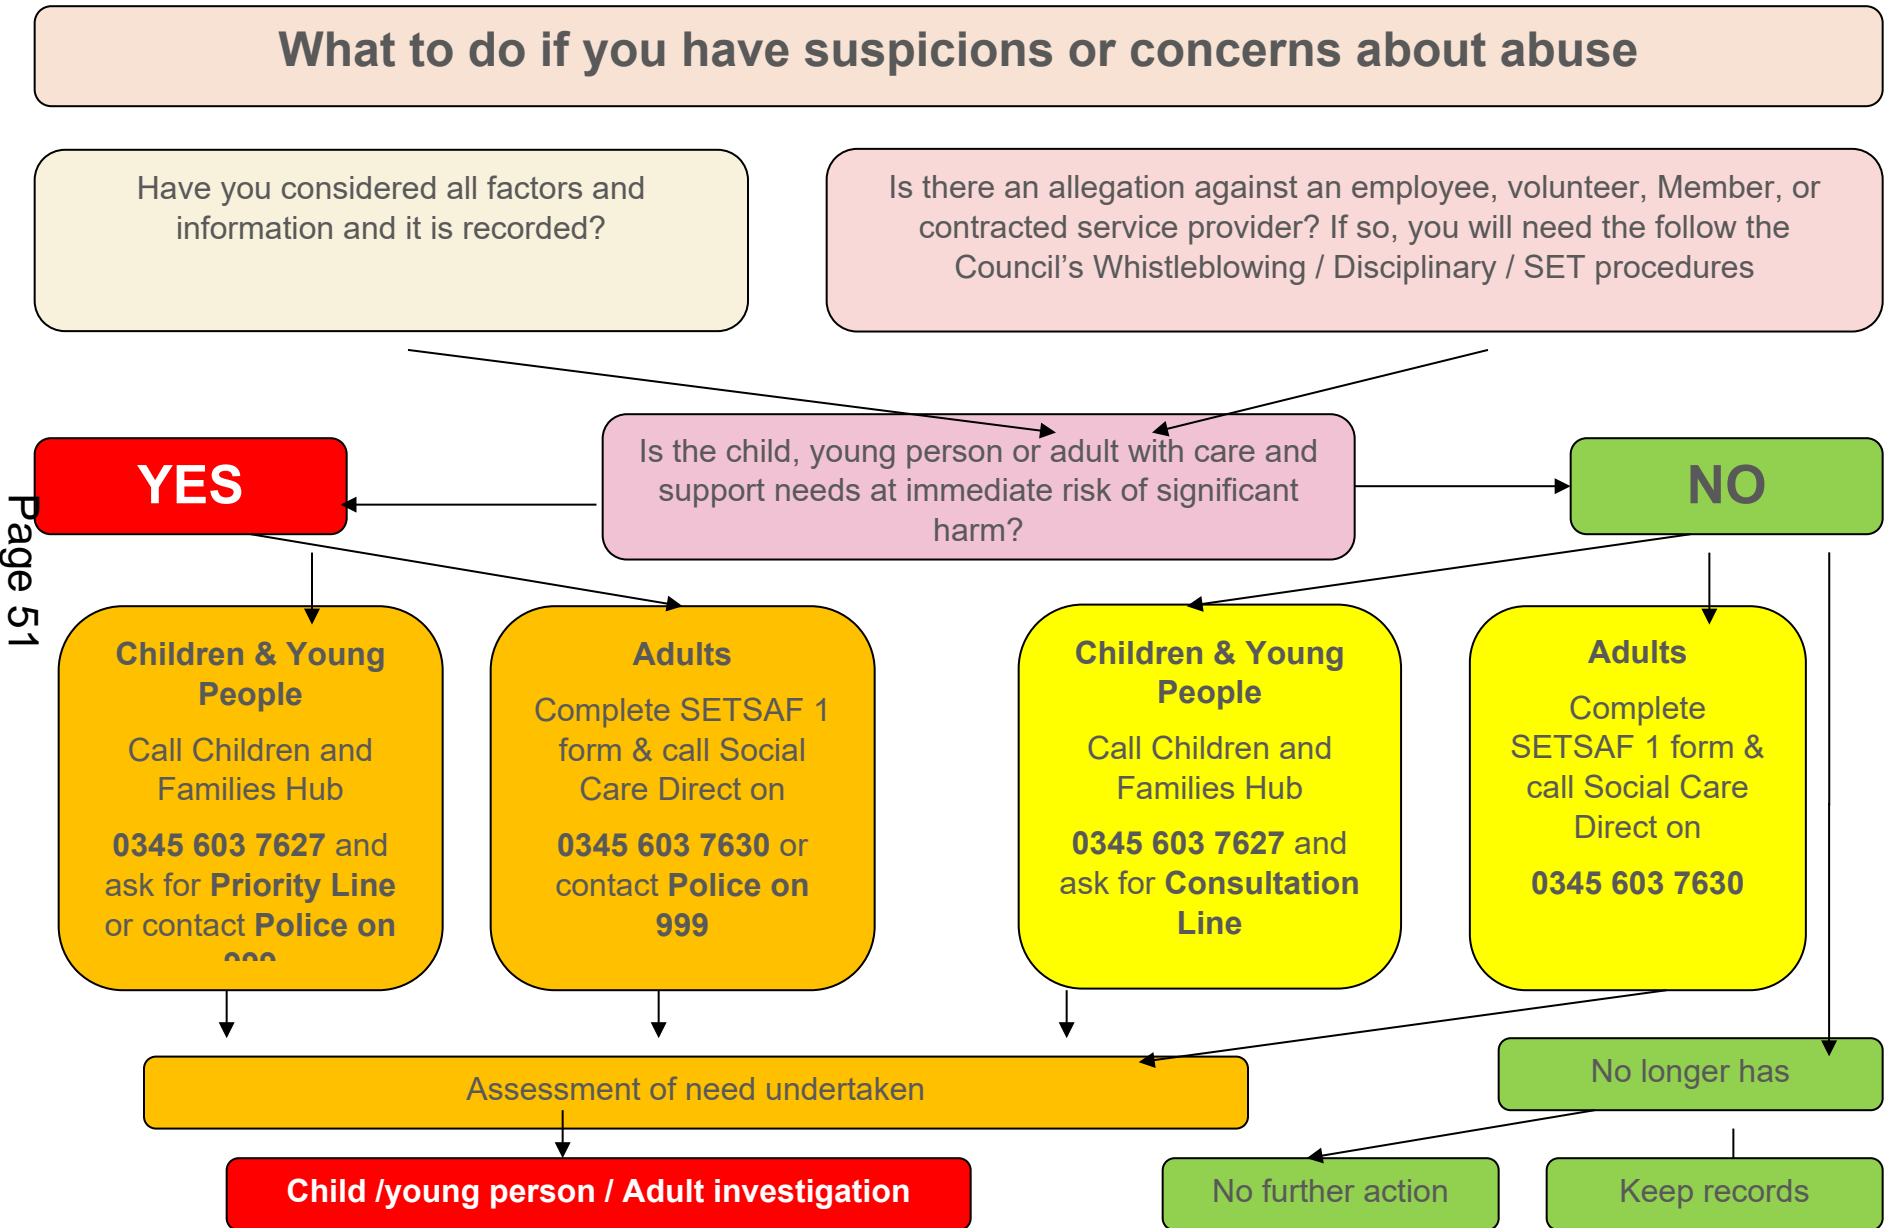 What to do if you have suspicions or concerns about abuse
Have you considered all factors and
information and it is recorded?
Is there an allegation against an employee, volunteer, Member, or
contracted service provider? If so, you will need the follow the
Council’s Whistleblowing / Disciplinary / SET procedures
YES
Is the child, young person or adult with care and
support needs at immediate risk of significant
harm?
NO
Page 51
Children & Young
People
Call Children and
Families Hub
0345 603 7627 and
ask for Priority Line
or contact Police on
999
Adults
Complete SETSAF 1
form & call Social
Care Direct on
0345 603 7630 or
contact Police on
999
Children & Young
People
Call Children and
Families Hub
0345 603 7627 and
ask for Consultation
Line
Adults
Complete
SETSAF 1 form &
call Social Care
Direct on
0345 603 7630
Assessment of need undertaken
No longer has
Child /young person / Adult investigation
No further action
Keep records